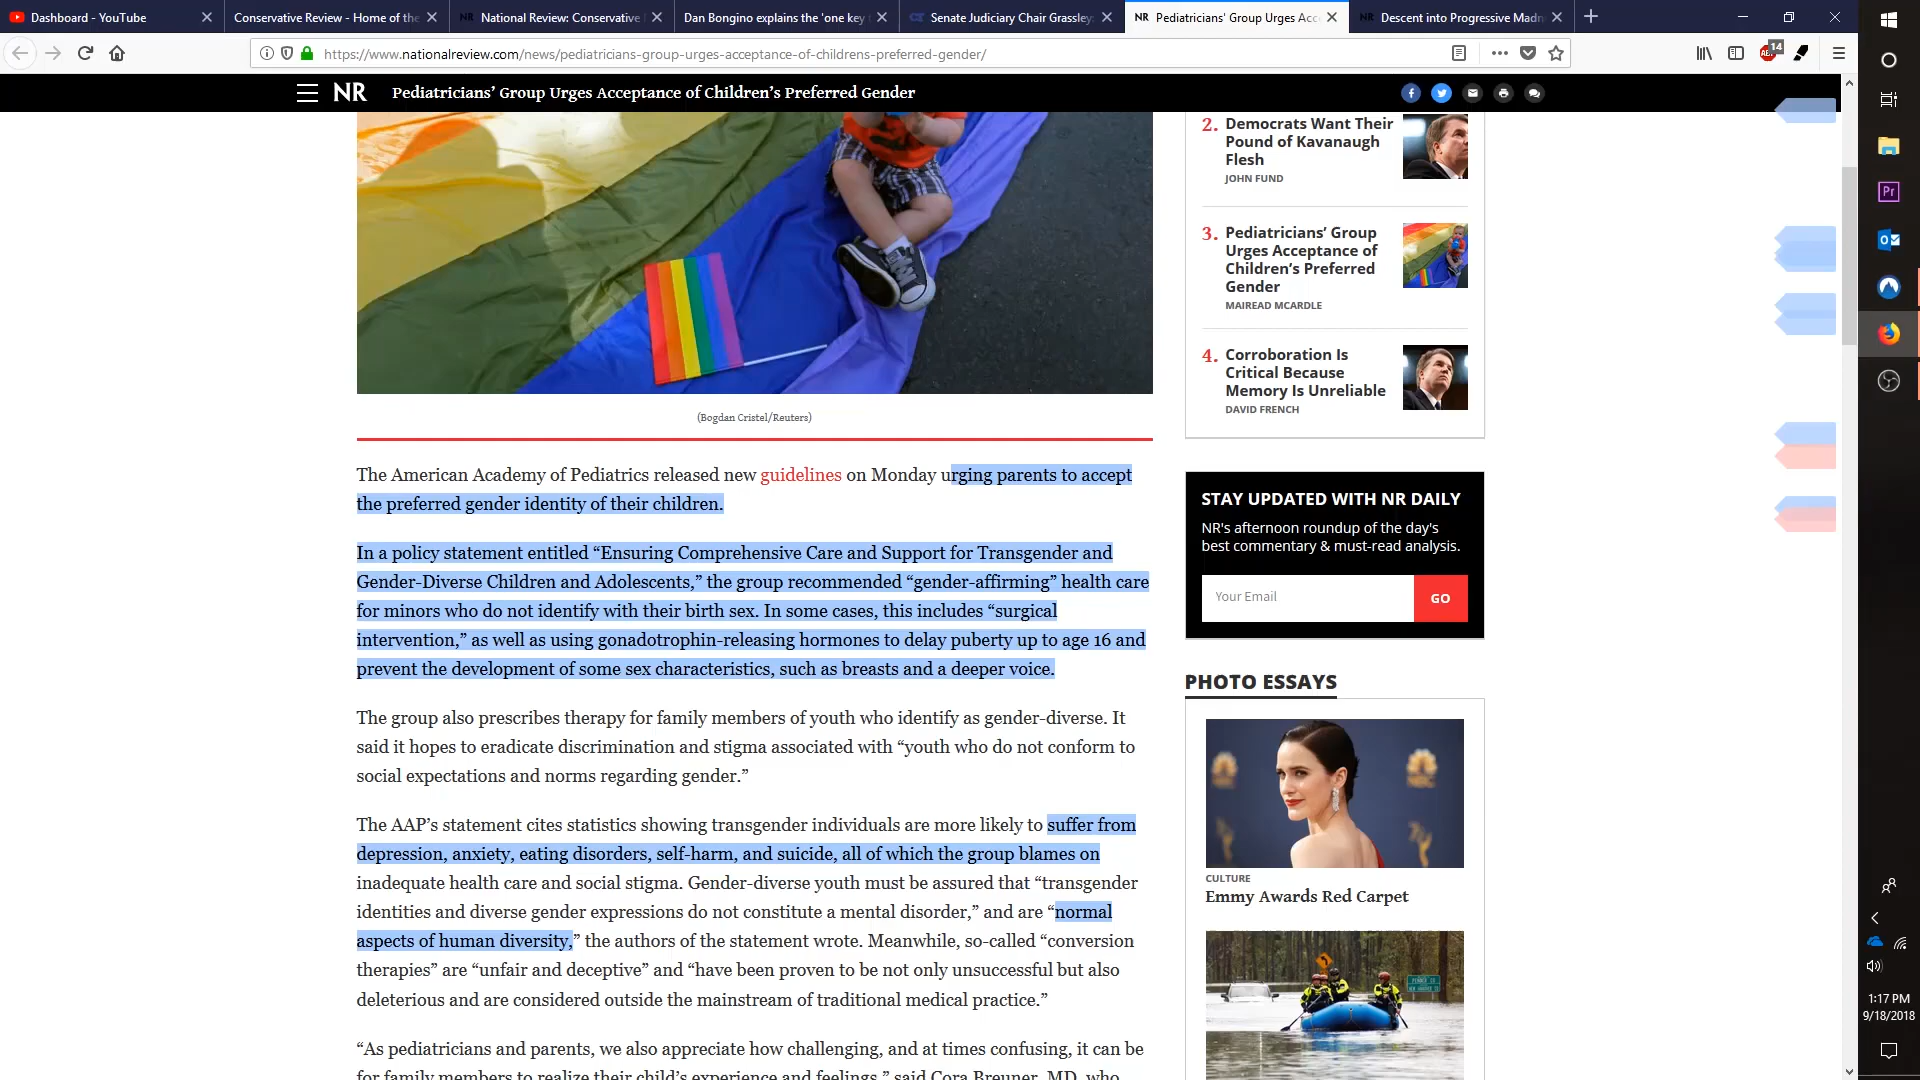 Dashboard - YouTube
Conservative Review - Home of the
National Review: Conservative
Dan Bongino explains the 'one key
Senate Judiciary Chair Grassley
Pediatricians' Group Urges Acc
Descent into Progressive Madn
https://www.nationalreview.com/news/pediatricians-group-urges-acceptance-of-childrens-preferred-gender/
14
NR
Pediatricians’ Group Urges Acceptance of Children’s Preferred Gender
(Bogdan Cristel/Reuters)
The American Academy of Pediatrics released new guidelines on Monday urging parents to accept
the preferred gender identity of their children.
In a policy statement entitled “Ensuring Comprehensive Care and Support for Transgender and
Gender-Diverse Children and Adolescents,” the group recommended “gender-affirming” health care
for minors who do not identify with their birth sex. In some cases, this includes “surgical
intervention,” as well as using gonadotrophin-releasing hormones to delay puberty up to age 16 and
prevent the development of some sex characteristics, such as breasts and a deeper voice.
The group also prescribes therapy for family members of youth who identify as gender-diverse. It
said it hopes to eradicate discrimination and stigma associated with “youth who do not conform to
social expectations and norms regarding gender.”
The AAP’s statement cites statistics showing transgender individuals are more likely to suffer from
depression, anxiety, eating disorders, self-harm, and suicide, all of which the group blames on
inadequate health care and social stigma. Gender-diverse youth must be assured that “transgender
identities and diverse gender expressions do not constitute a mental disorder,” and are “normal
aspects of human diversity,” the authors of the statement wrote. Meanwhile, so-called “conversion
therapies” are “unfair and deceptive” and “have been proven to be not only unsuccessful but also
deleterious and are considered outside the mainstream of traditional medical practice.”
“As pediatricians and parents, we also appreciate how challenging, and at times confusing, it can be
for family members to realize their child’s experience and feelings,” said Cora Breuner, MD, who
2. Democrats Want Their
Pound of Kavanaugh
Flesh
JOHN FUND
3. Pediatricians’ Group
Urges Acceptance of
Children’s Preferred
Gender
MAIREAD MCARDLE
4. Corroboration Is
Critical Because
Memory Is Unreliable
DAVID FRENCH
STAY UPDATED WITH NR DAILY
NR's afternoon roundup of the day's
best commentary & must-read analysis.
Your Email
GO
PHOTO ESSAYS
CULTURE
Emmy Awards Red Carpet
Pr
1:17 PM
9/18/2018